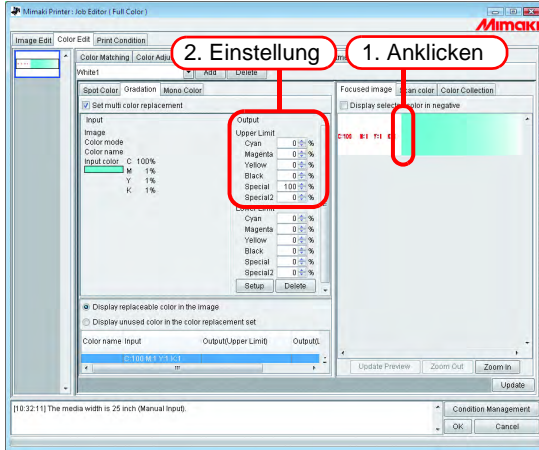 Mimaki Printer : Job Editor ( Full Color )
Mimaki
Image Edit Color Edit Print Condition
2. Einstellung 1. Anklicken
Color Matching
White1 Add Delete
Spot Color Gradation Mono Color Focused image color Color Collection
Set multi color replacement Display color in negative
Input Output
Image Upper Limit
Color mode Cyan 0 %
Color name Magenta 0 %
Input color C 100% Yellow 0 %
M 1% Black 0 %
Y 1% Special 100 %
K 1% Special2 0 %
Lower Limit
Cyan 0 %
Magenta 0 %
Yellow 0 %
Black 0 %
Special 0 %
Special2 0 %
Setup Delete
C:100 M:1 Y:1
Display replaceable color in the image
Display unused color in the color replacement set
Color name Input Output(Upper Limit) Output(L
C:100 M:1 Y:1 K:1
Update Preview Zoom Out Zoom In
Update
[10:32:11] The media width is 25 inch (Manual Input). Condition Management
OK Cancel